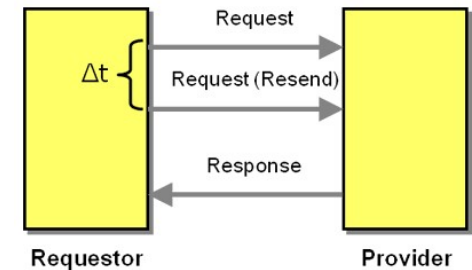 Request
Δt
Request (Resend)
Response
Requestor
Provider